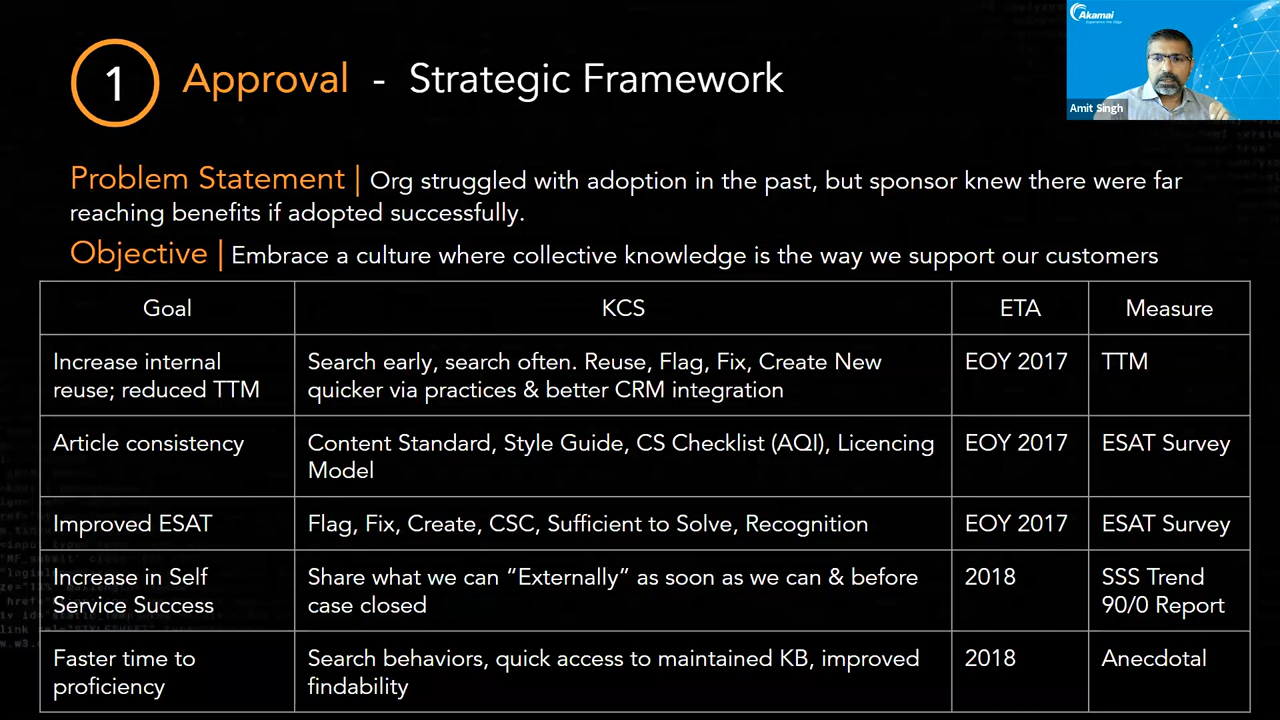 Akamai
Experience the Edge
Amit Singh
1 Approval - Strategic Framework
Problem Statement | Org struggled with adoption in the past, but sponsor knew there were far
reaching benefits if adopted successfully.
Objective | Embrace a culture where collective knowledge is the way we support our customers
Goal KCS ETA Measure
Increase internal
reuse; reduced TTM
Search early, search often. Reuse, Flag, Fix, Create New
quicker via practices & better CRM integration
EOY 2017
TTM
Article consistency
Content Standard, Style Guide, CS Checklist (AQI), Licencing
Model
EOY 2017
ESAT Survey
Improved ESAT
Flag, Fix, Create, CSC, Sufficient to Solve, Recognition
EOY 2017
ESAT Survey
Increase in Self
Service Success
Share what we can “Externally” as soon as we can & before
case closed
2018
SSS Trend
90/0 Report
Faster time to
proficiency
Search behaviors, quick access to maintained KB, improved
findability
2018
Anecdotal